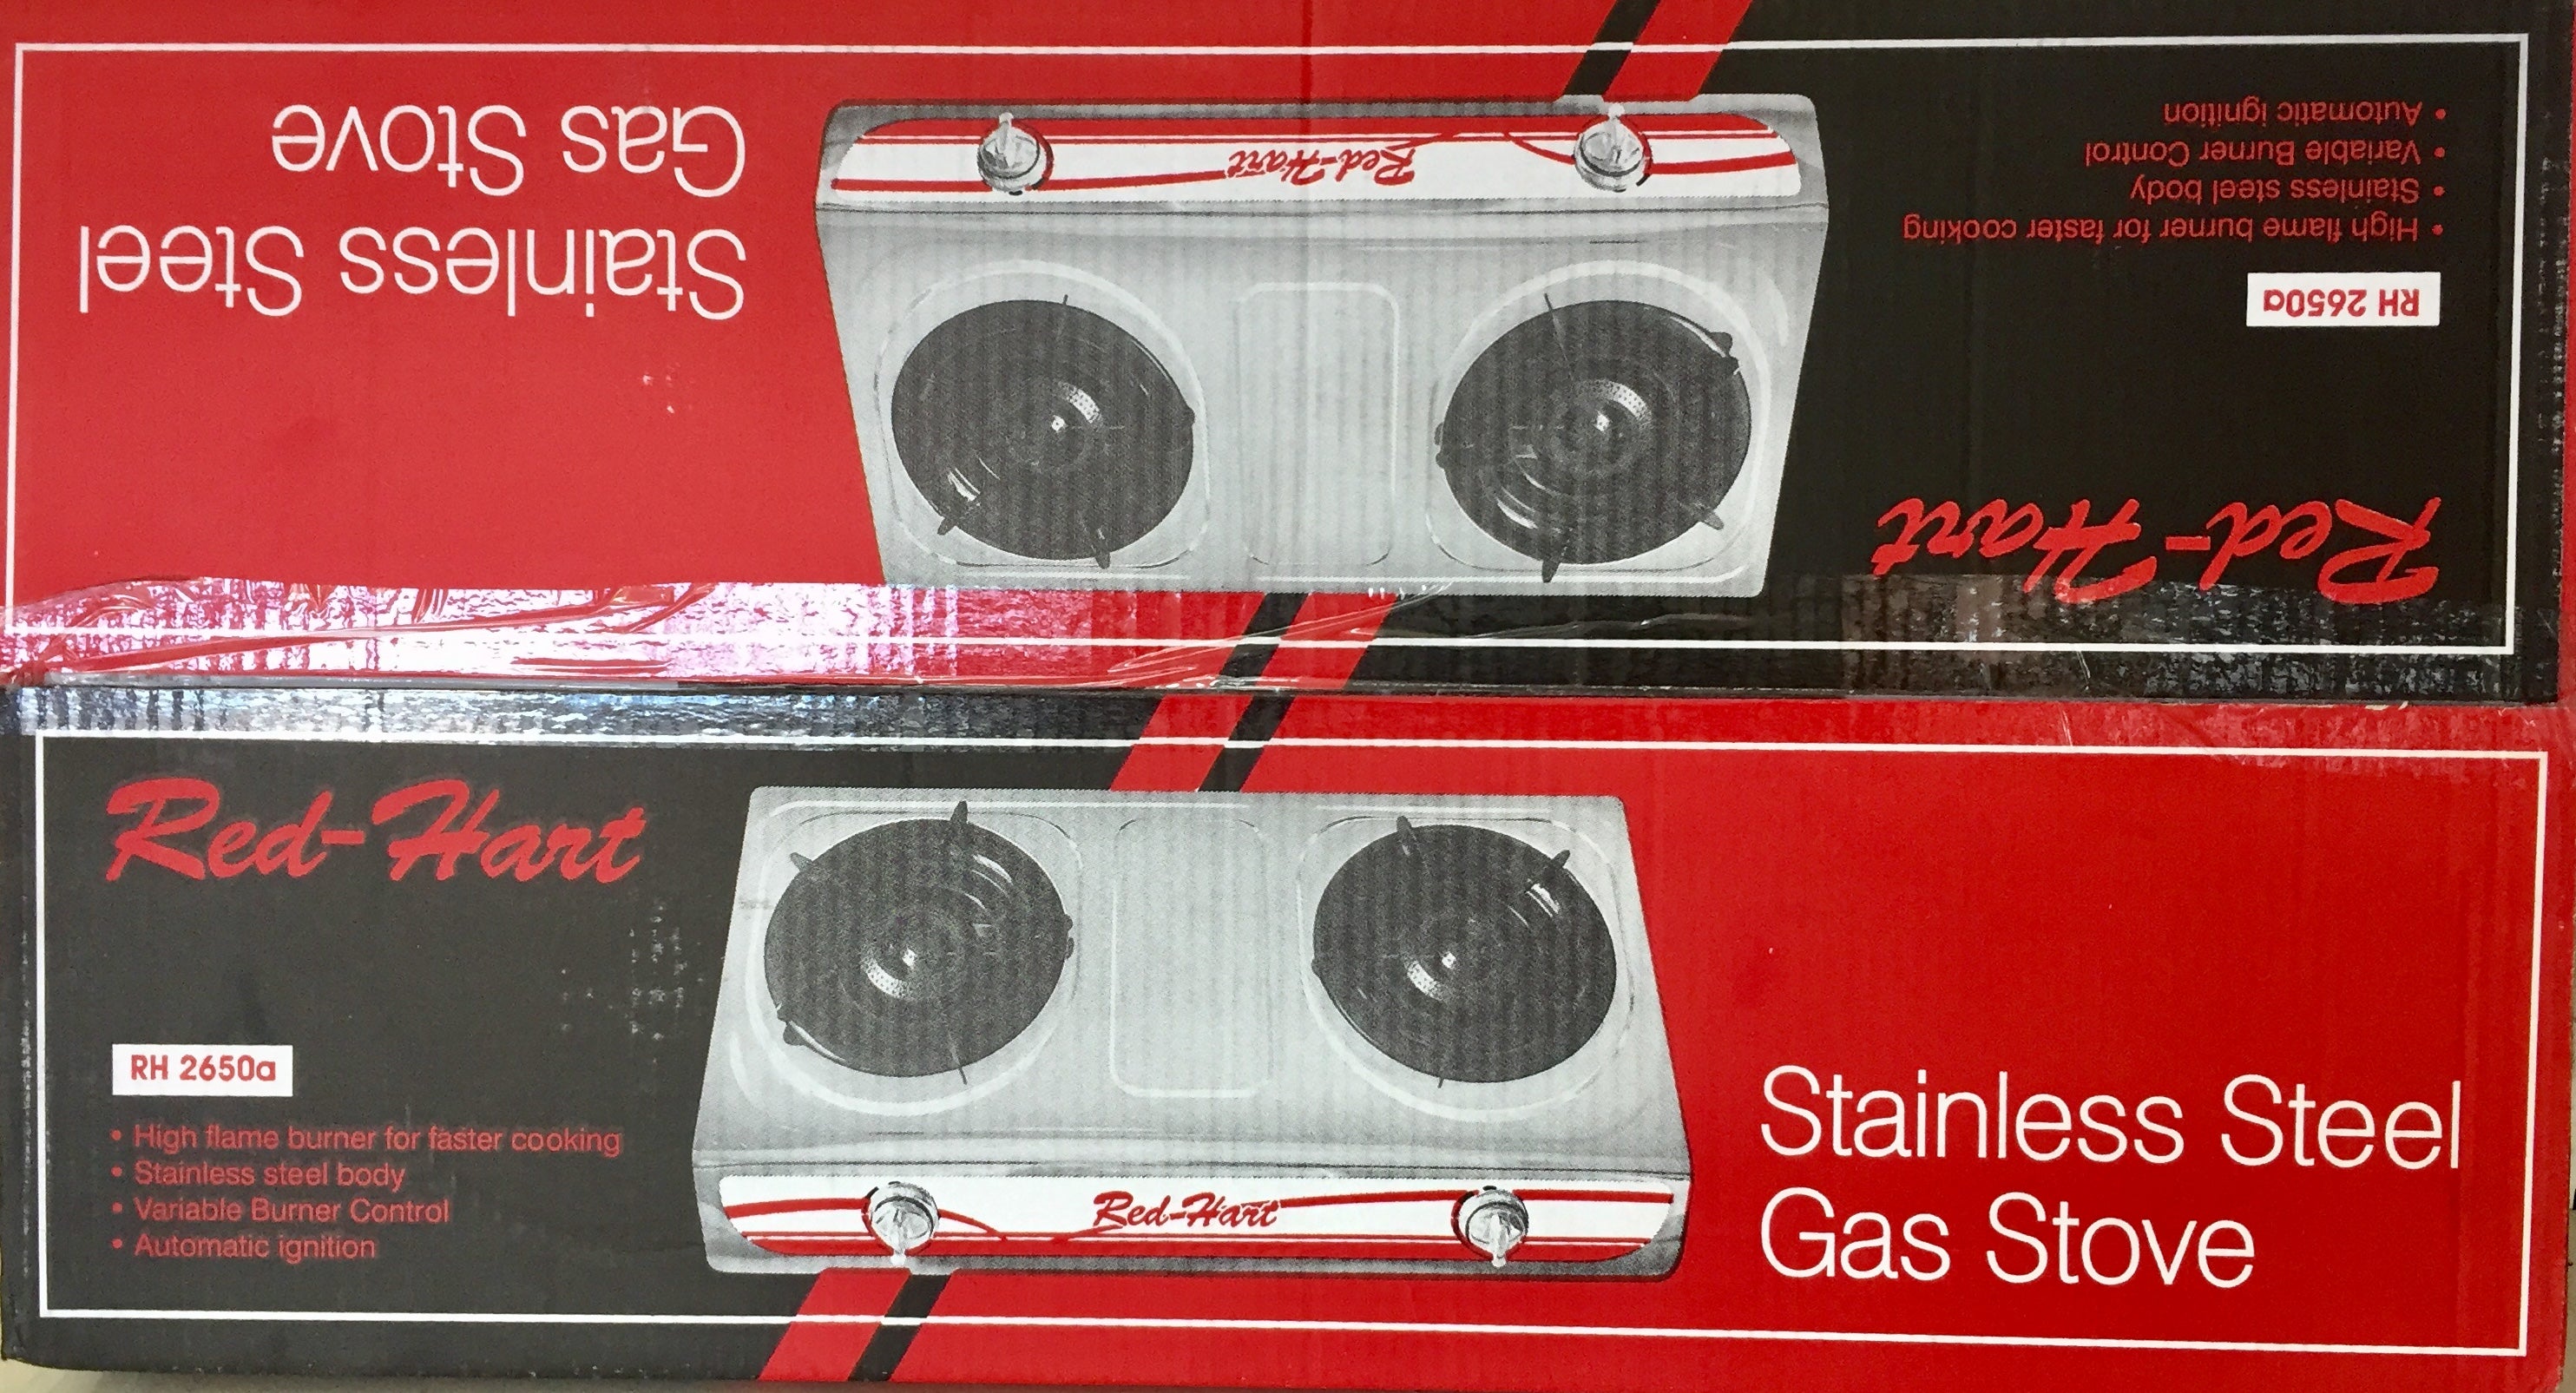 Stainless Steel
Gas Stove
Red-Hart
Red-Hart
RH 2650a
• High flame burner for faster cooking
• Stainless steel body
• Variable Burner Control
• Automatic ignition
Red-Hart
RH 2650a
• High flame burner for faster cooking
• Stainless steel body
• Variable Burner Control
• Automatic ignition
Red-Hart
Stainless Steel
Gas Stove